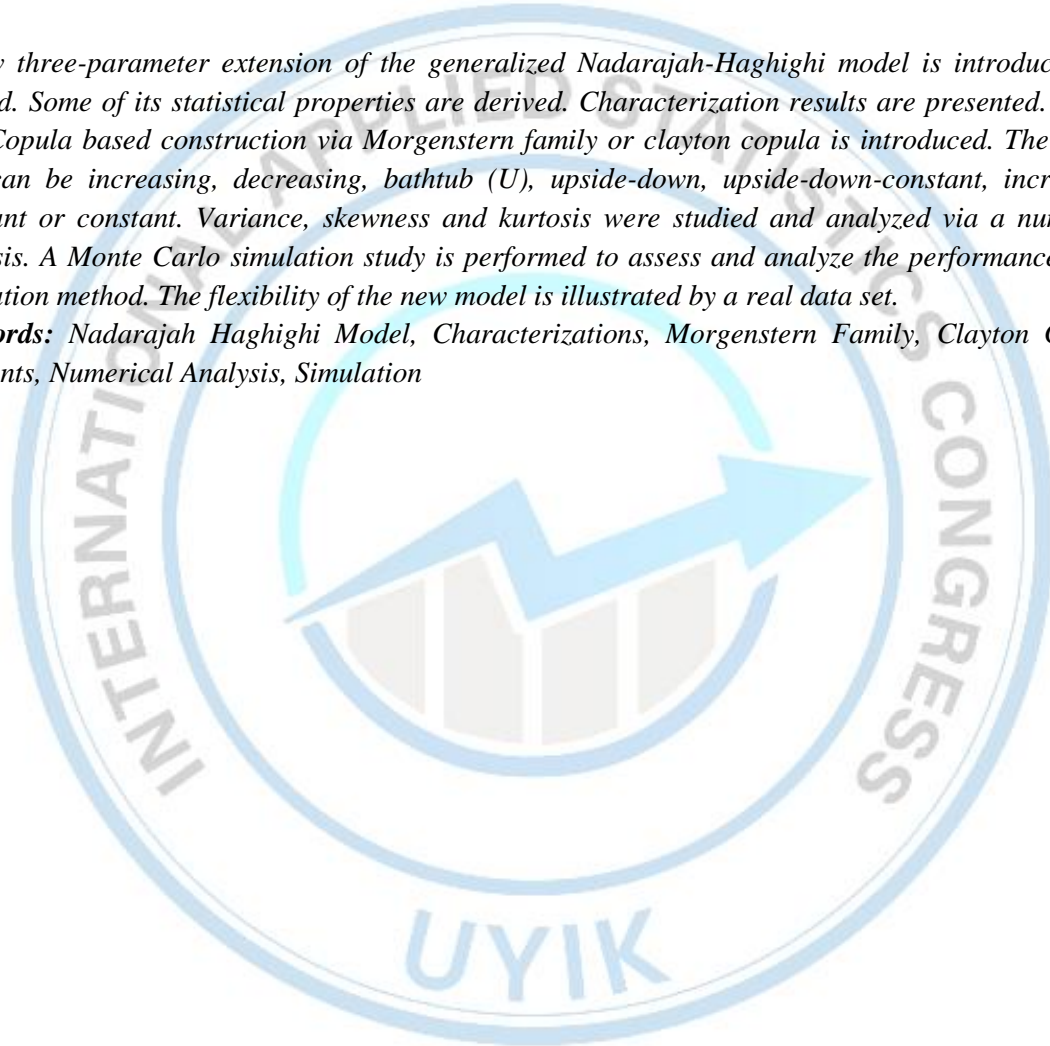 three-parameter extension of the generalized Nadarajah-Haghighi model is introduc
d. Some of its statistical properties are derived. Characterization results are presented.
Copula based construction via Morgenstern family or clayton copula is introduced. The
can be increasing, decreasing, bathtub (U), upside-down, upside-down-constant, incr
nt or constant. Variance, skewness and kurtosis were studied and analyzed via a nu
sis. A Monte Carlo simulation study is performed to assess and analyze the performance
ation method. The flexibility of the new model is illustrated by a real data set.
ords: Nadarajah Haghighi Model, Characterizations, Morgenstern Family, Clayton
nts, Numerical Analysis, Simulation
INTERNATIONAL APPLIED STATISTICS CONGRESS
UYIK